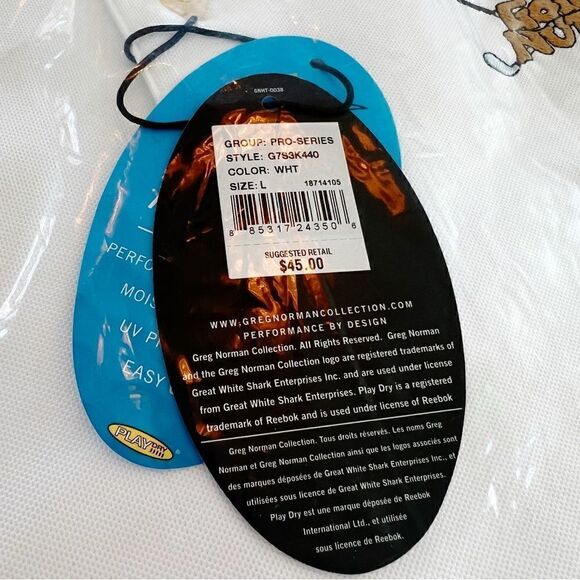 GNHT-0038
GROUP: PRO-SERIES
STYLE: G7S3K440
COLOR: WHT
SIZE: L 18714105
8 85317 24350 6
SUGGESTED RETAIL
$45.00
WWW.GREGNORMANCOLLECTION.COM
PERFORMANCE BY DESIGN
Greg Norman Collection. All Rights Reserved. Greg Norman
and the Greg Norman Collection logo are registered trademarks of
Great White Shark Enterprises Inc. and are used under license
from Great White Shark Enterprises. Play Dry is a registered
trademark of Reebok and is used under license of Reebok
Greg Norman Collection. Tous droits réservés. Les noms Greg
Norman et Greg Norman Collection ainsi que les logos associés sont
des marques déposées de Great White Shark Enterprises Inc., et
utilisées sous licence de Great White Shark Enterprises.
Play Dry est une marque déposée de Reebok
International Ltd., et utilisée
sous licence de Reebok.
PERFO
MOIS
UV P
EASY
PLAY DRY